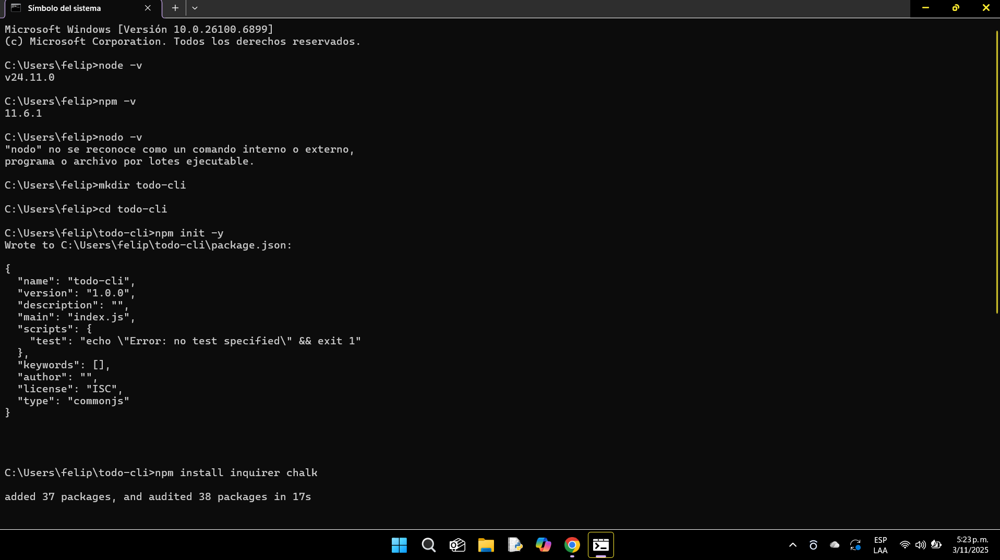 Símbolo del sistema
Microsoft Windows [Versión 10.0.26100.6899]
(c) Microsoft Corporation. Todos los derechos reservados.
C:\Users\felip>node -v
v24.11.0
C:\Users\felip>npm -v
11.6.1
C:\Users\felip>nodo -v
"nodo" no se reconoce como un comando interno o externo,
programa o archivo por lotes ejecutable.
C:\Users\felip>mkdir todo-cli
C:\Users\felip>cd todo-cli
C:\Users\felip\todo-cli>npm init -y
Wrote to C:\Users\felip\todo-cli\package.json:
{
  "name": "todo-cli",
  "version": "1.0.0",
  "description": "",
  "main": "index.js",
  "scripts": {
    "test": "echo \"Error: no test specified\" && exit 1"
  },
  "keywords": [],
  "author": "",
  "license": "ISC",
  "type": "commonjs"
}
C:\Users\felip\todo-cli>npm install inquirer chalk
added 37 packages, and audited 38 packages in 17s
ESP
LAA
5:23 p. m.
3/11/2025